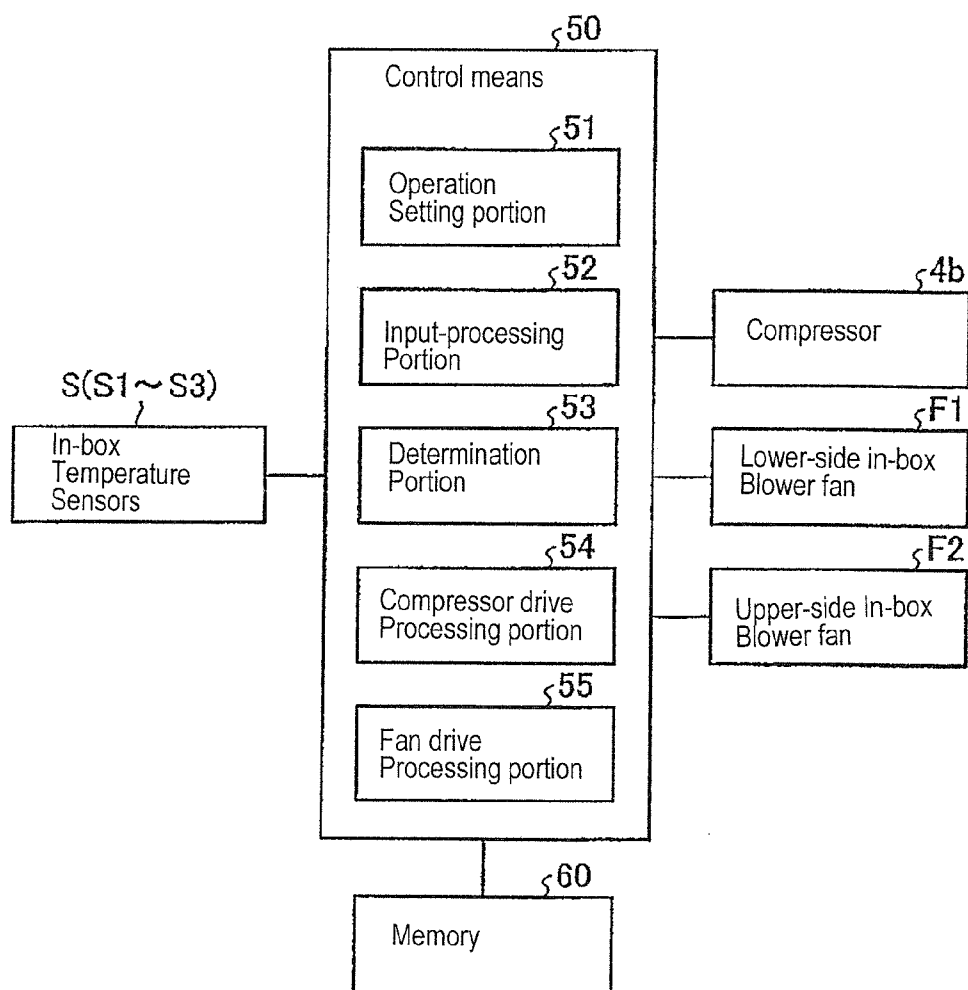 50
Control means
51
Operation
Setting portion
52
Input-processing
Portion
4b
Compressor
S(S1～S3)
In-box
Temperature
Sensors
53
Determination
Portion
F1
Lower-side in-box
Blower fan
54
Compressor drive
Processing portion
F2
Upper-side In-box
Blower fan
55
Fan drive
Processing portion
60
Memory